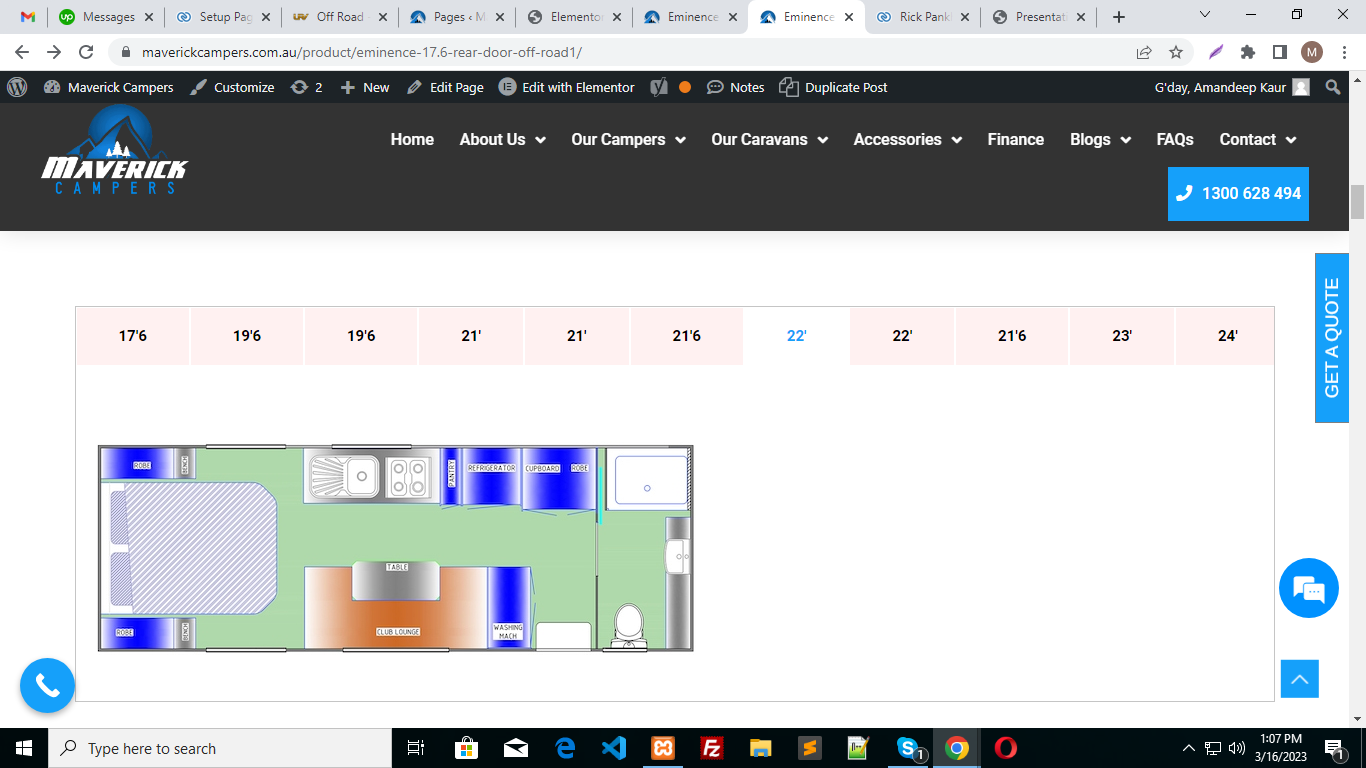 Messages
Setup Pag
Off Road -
Pages ‹ M
Elementor
Eminence
Eminence
Rick Pankl
Presentati
maverickcampers.com.au/product/eminence-17.6-rear-door-off-road1/
M
Maverick Campers
Customize
2
New
Edit Page
Edit with Elementor
Notes
Duplicate Post
G'day, Amandeep Kaur
MAVERICK
CAMPERS
Home
About Us
Our Campers
Our Caravans
Accessories
Finance
Blogs
FAQs
Contact
1300 628 494
GET A QUOTE
17'6
19'6
19'6
21'
21'
21'6
22'
22'
21'6
23'
24'
ROBE
BENCH
PANTRY
REFRIGERATOR
CUPBOARD
ROBE
TABLE
CLUB LOUNGE
WASHING
MACH
ROBE
BENCH
Type here to search
1
1:07 PM
3/16/2023
1